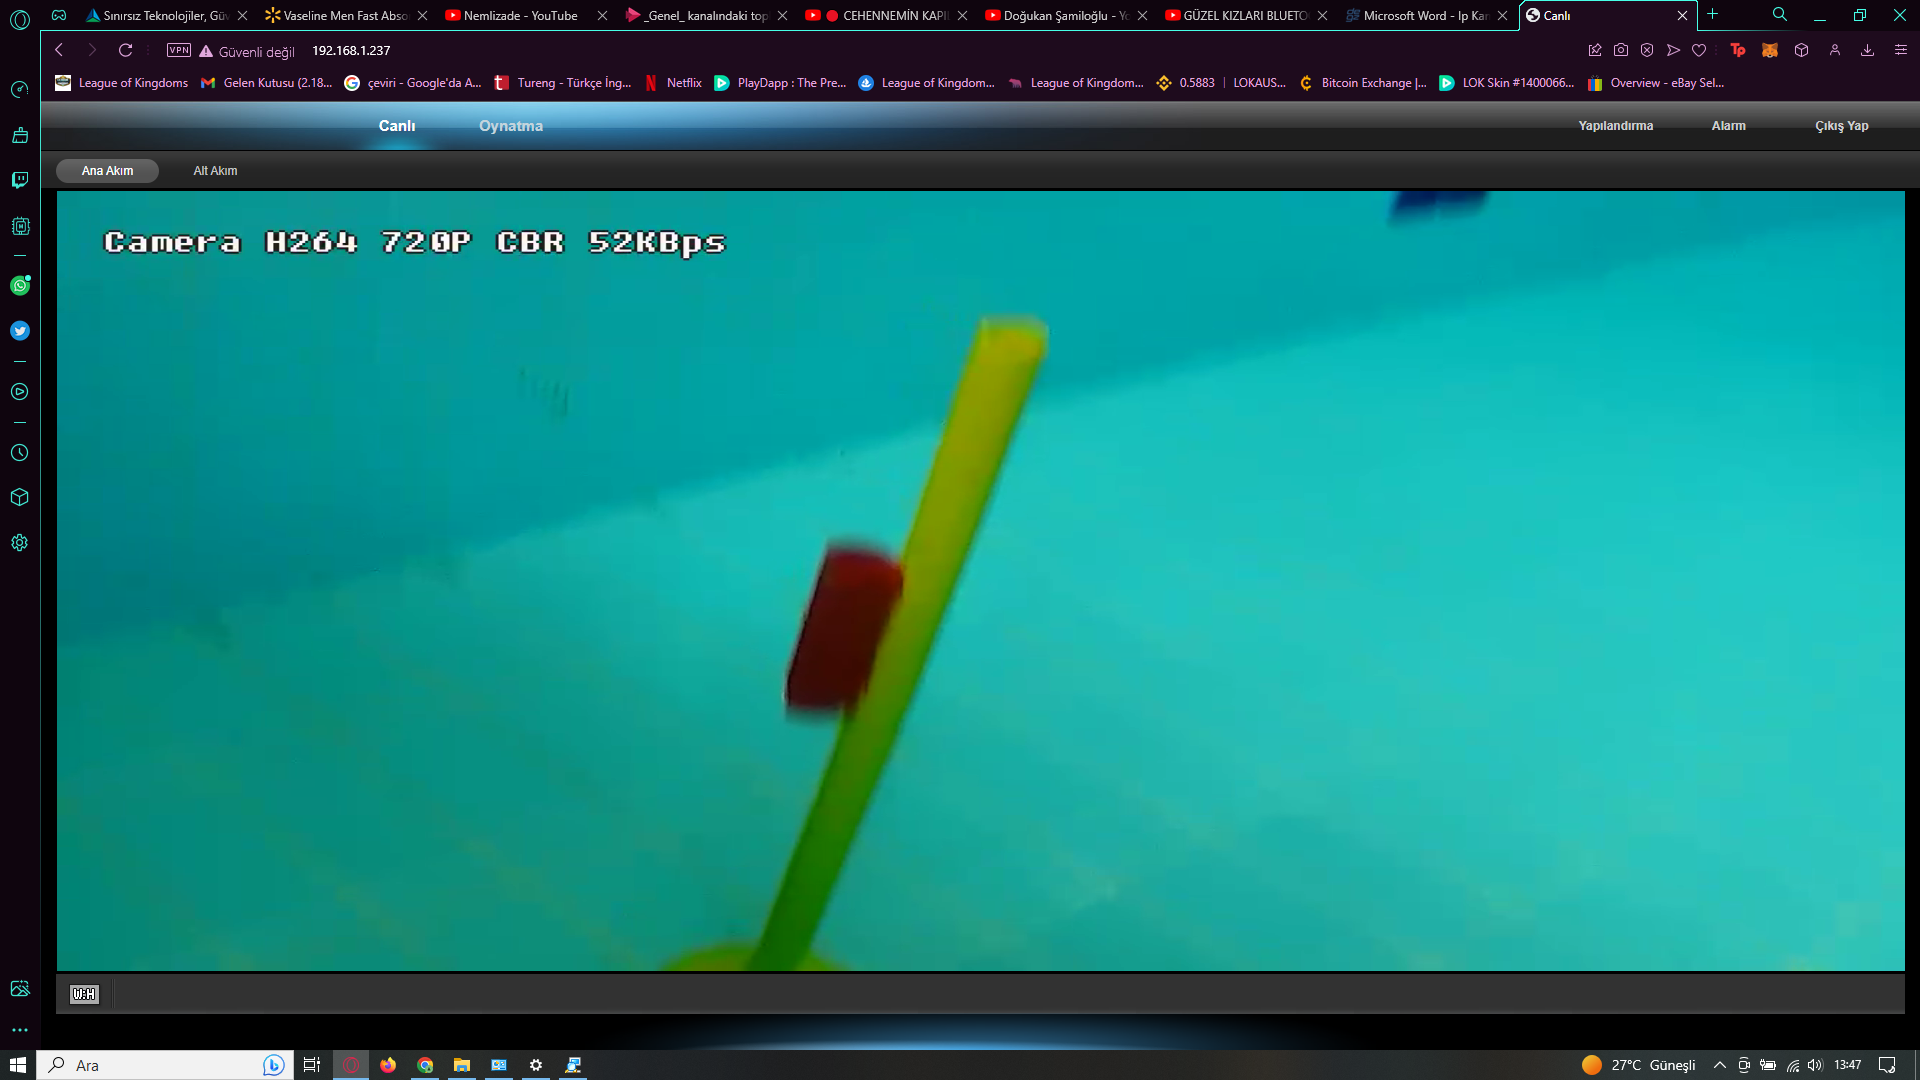 Sınırsız Teknolojiler, Güv
Vaseline Men Fast Abso
Nemlizade - YouTube
_Genel_ kanalındaki top
CEHENNEMİN KAPI
Doğukan Şamiloğlu - Yo
GÜZEL KIZLARI BLUETO
Microsoft Word - Ip Kar
Canlı
VPN
Güvenli değil
192.168.1.237
Tp
League of Kingdoms
Gelen Kutusu (2.18...
çeviri - Google'da A...
Tureng - Türkçe İng...
Netflix
PlayDapp : The Pre...
League of Kingdom...
League of Kingdom...
0.5883 | LOKAUS...
Bitcoin Exchange |...
LOK Skin #1400066...
Overview - eBay Sel...
Canlı
Oynatma
Yapılandırma
Alarm
Çıkış Yap
Ana Akım
Alt Akım
Camera H264 720P CBR 52KBps
W:H
Ara
27°C Güneşli
13:47